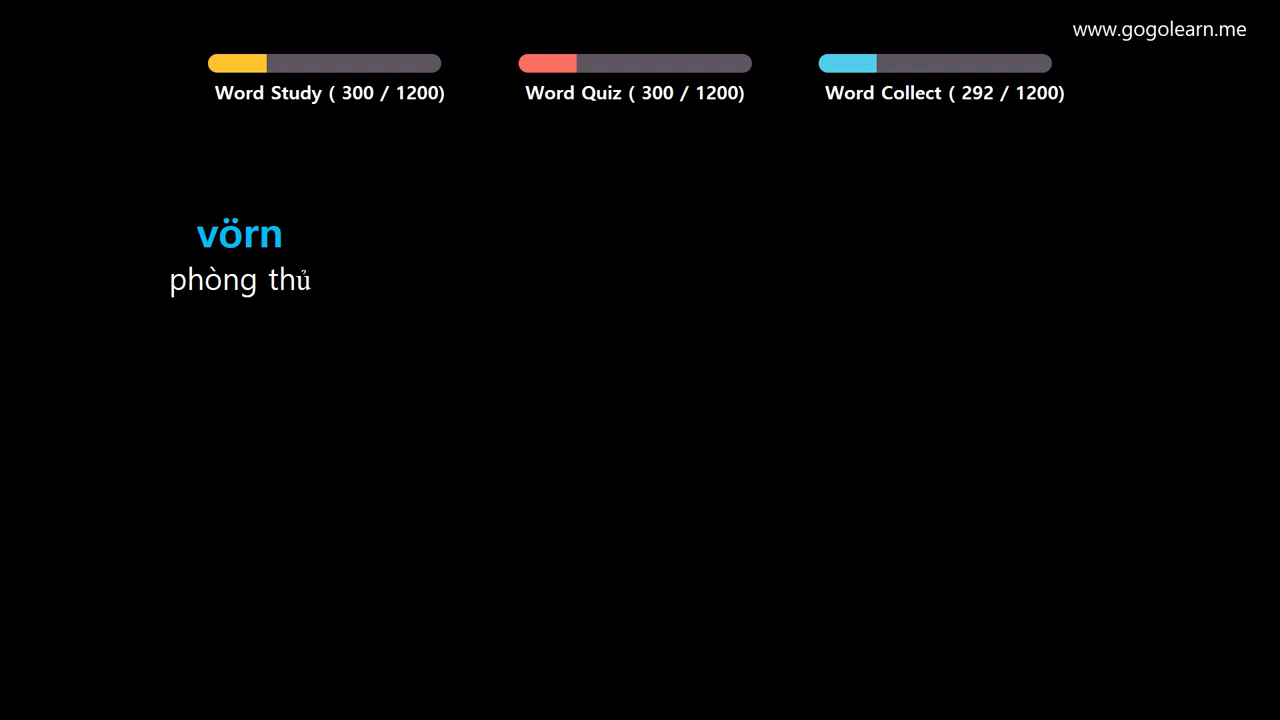 www.gogolearn.me
Word Study ( 300 / 1200)
Word Quiz ( 300 / 1200)
Word Collect ( 292 / 1200)
vörn
phòng thủ